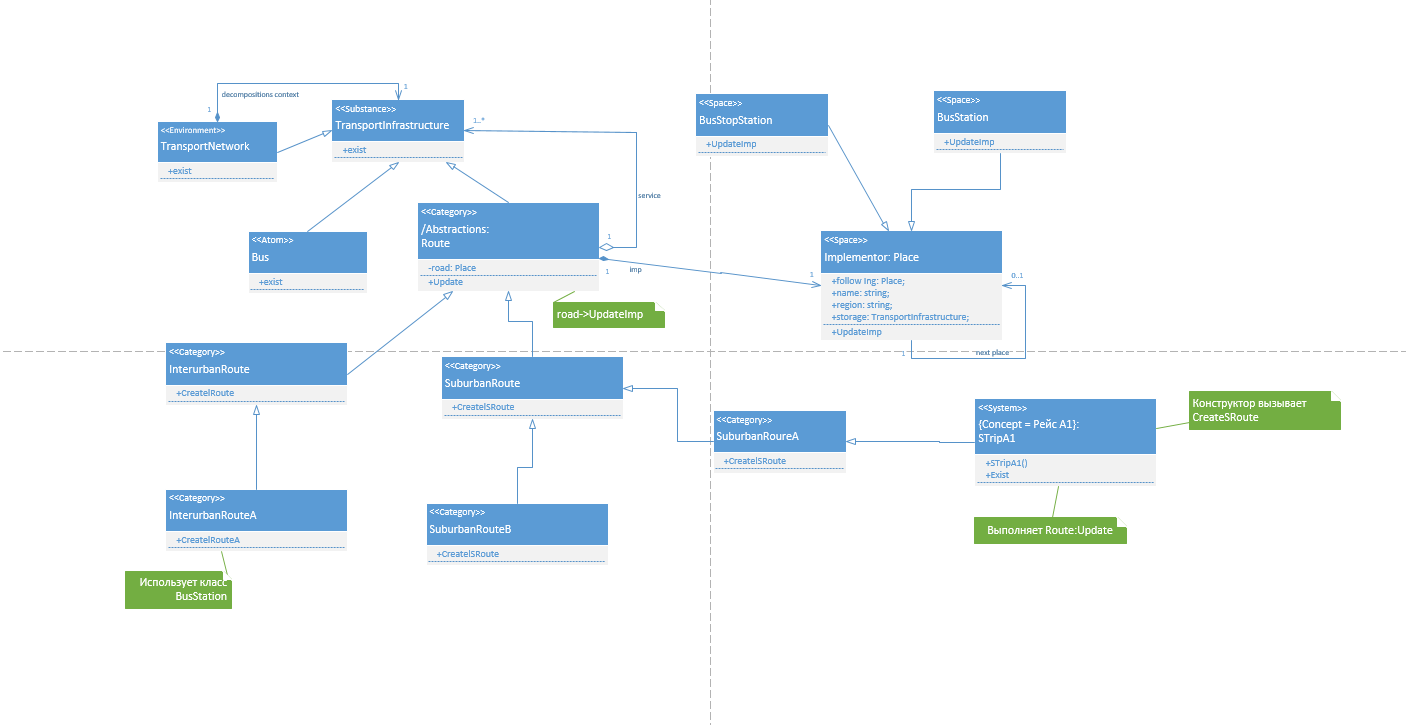 decompositions context
1
1
<<Substance>>
TransportInfrastructure
+exist
1..*
<<Environment>>
TransportNetwork
+exist
<<Space>>
BusStopStation
+UpdateImp
<<Space>>
BusStation
+UpdateImp
service
<<Category>>
/Abstractions:
Route
-road: Place
+Update
1
1
imp
1
<<Atom>>
Bus
+exist
<<Space>>
Implementor: Place
+follow ing: Place;
+name: string;
+region: string;
+storage: TransportInfrastructure;
+UpdateImp
0..1
1
next place
road->UpdateImp
<<Category>>
InterurbanRoute
+CreateIRoute
<<Category>>
SuburbanRoute
+CreateISRoute
<<Category>>
SuburbanRoureA
+CreateISRoute
<<System>>
{Concept = Рейс А1}:
STripA1
+STripA1()
+Exist
Конструктор вызывает
CreateSRoute
Выполняет Route:Update
<<Category>>
InterurbanRouteA
+CreateIRouteA
<<Category>>
SuburbanRouteB
+CreateISRoute
Использует класс
BusStation